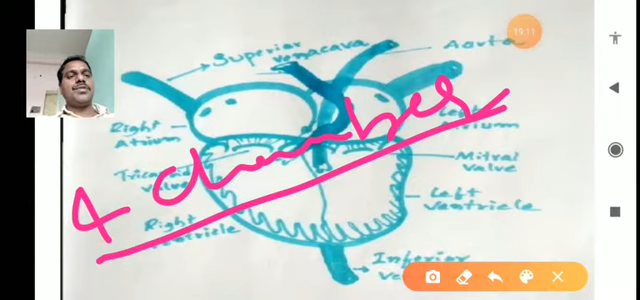 19:11
Superior
venacava
Aorta
Right
Atrium
Left
Atrium
4 chambers
Tricuspid
valve
Mitral
valve
Left
ventricle
Right
ventricle
Inferior